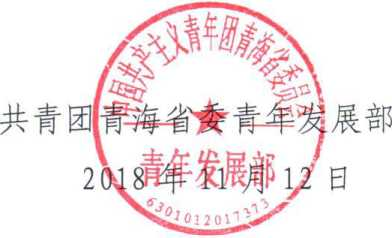 中国共产主义青年团青海省委员会
共青团青海省委青年发展部
青年发展部
2018年11月12日
6301012017373